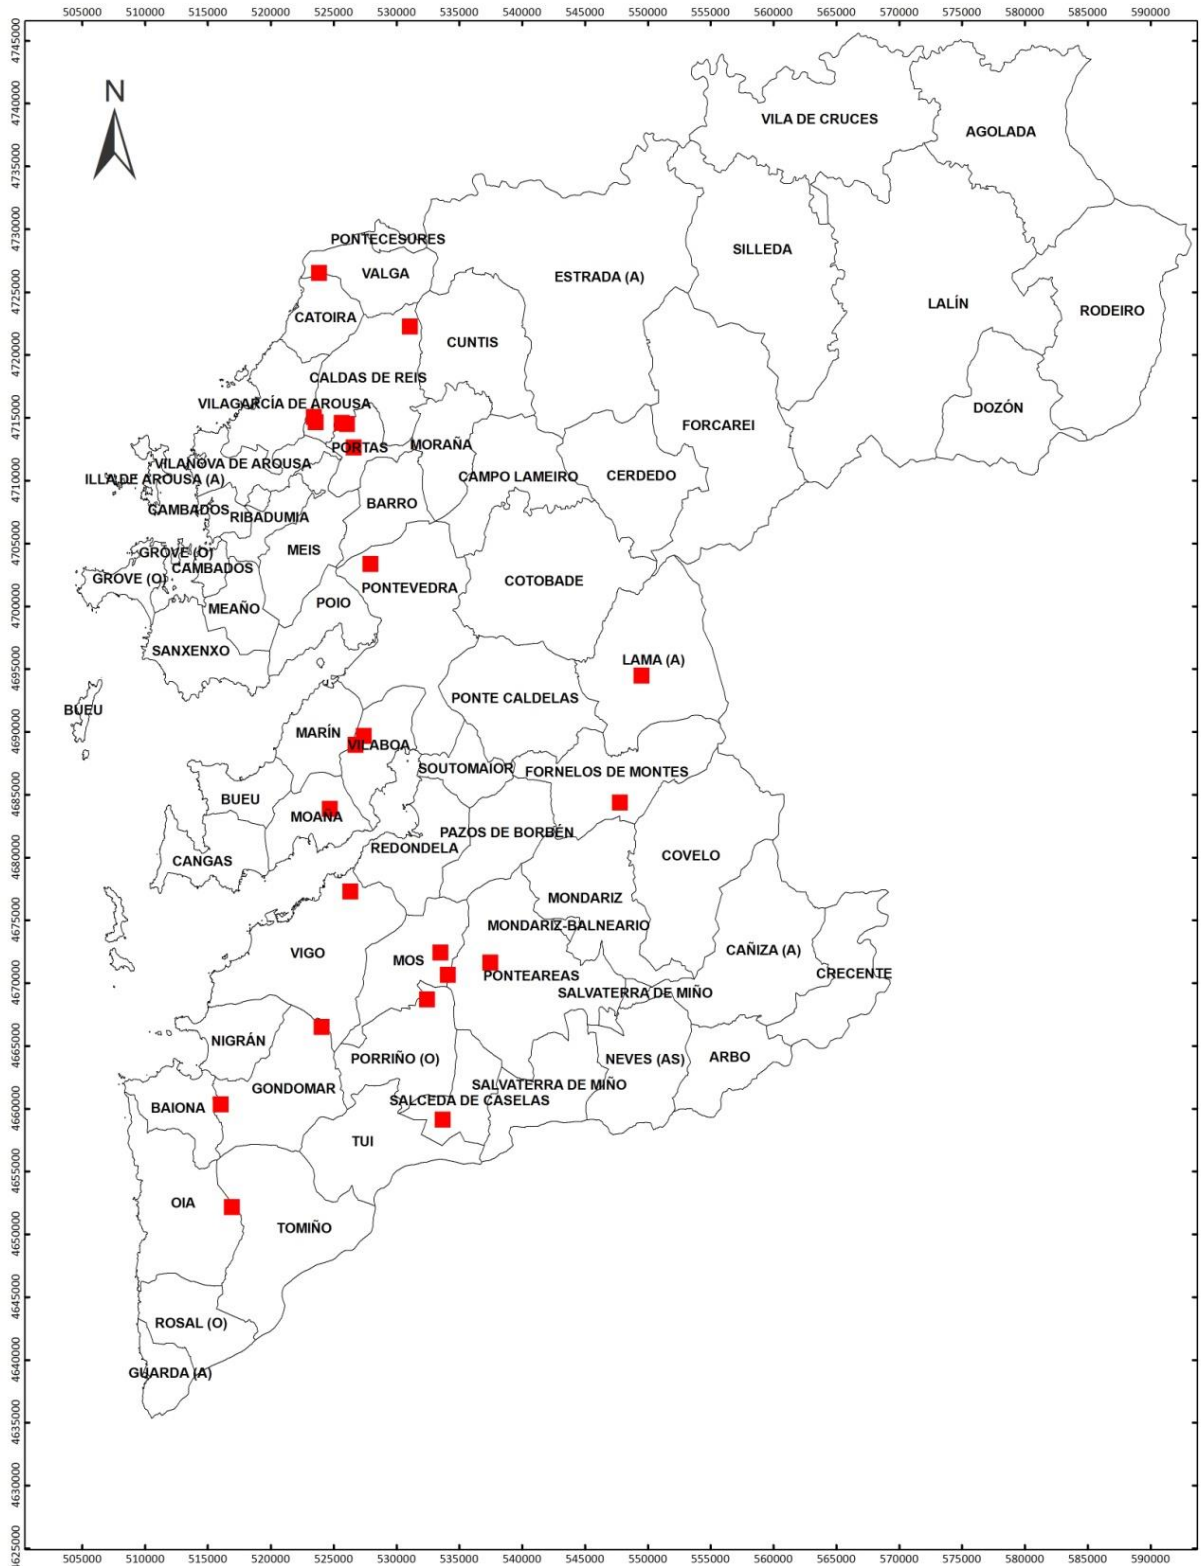 505000 510000 515000 520000 525000 530000 535000 540000 545000 550000 555000 560000 565000 570000 575000 580000 585000 590000
4745000
4740000
4735000
4730000
4725000
4720000
4715000
4710000
4705000
4700000
4695000
4690000
4685000
4680000
4675000
4670000
4665000
4660000
4655000
4650000
4645000
4640000
4635000
4630000
4625000
N
VILA DE CRUCES
AGOLADA
PONTECESURES
SILLEDA
VALGA
ESTRADA (A)
LALÍN
RODEIRO
CATOIRA
CUNTIS
CALDAS DE REIS
VILAGARCÍA DE AROUSA
DOZÓN
FORCAREI
PORTAS
MORAÑA
VILANOVA DE AROUSA
ILLA DE AROUSA (A)
CAMPO LAMEIRO
CERDEDO
BARRO
CAMBADOS
RIBADUMIA
GROVE (O)
MEIS
CAMBADOS
GROVE (O)
COTOBADE
PONTEVEDRA
MEAÑO
POIO
SANXENXO
LAMA (A)
PONTE CALDELAS
BUEU
MARÍN
VILABOA
SOUTOMAIOR
FORNELOS DE MONTES
BUEU
MOAÑA
PAZOS DE BORBÉN
REDONDELA
COVELO
CANGAS
MONDARIZ
MONDARIZ-BALNEARIO
VIGO
MOS
CAÑIZA (A)
PONTEAREAS
CRECENTE
SALVATERRA DE MIÑO
NIGRÁN
PORRIÑO (O)
NEVES (AS)
ARBO
GONDOMAR
SALVATERRA DE MIÑO
BAIONA
SALCEDA DE CASELAS
TUI
OIA
TOMIÑO
ROSAL (O)
GUARDA (A)
505000 510000 515000 520000 525000 530000 535000 540000 545000 550000 555000 560000 565000 570000 575000 580000 585000 590000